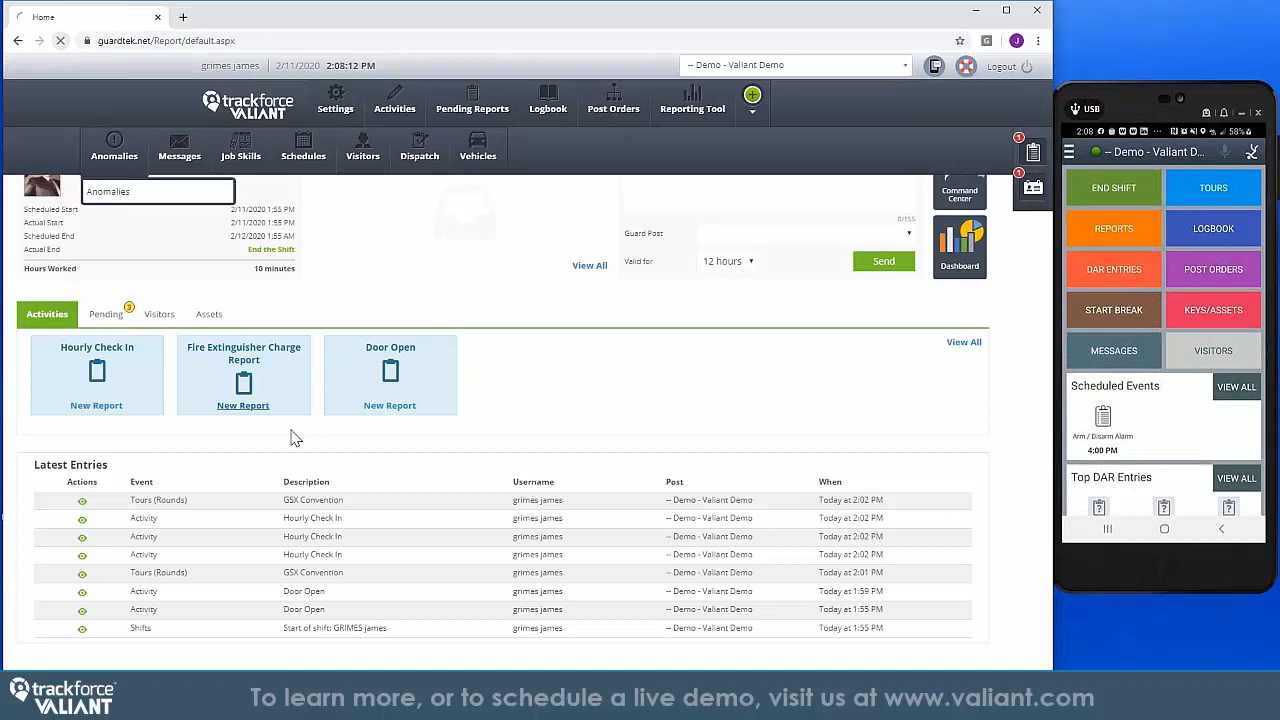 Home
guardtek.net/Report/default.aspx
G
J
grimes james 2/11/2020 2:08:12 PM
-- Demo - Valiant Demo
Logout
trackforce
VALIANT
Settings Activities Pending Reports Logbook Post Orders Reporting Tool
Anomalies Messages Job Skills Schedules Visitors Dispatch Vehicles
1
1
Anomalies
Scheduled Start 2/11/2020 1:55 PM
Actual Start 2/11/2020 1:55 PM
Scheduled End 2/12/2020 1:55 AM
Actual End End the Shift
Hours Worked 10 minutes
View All
0/155
Guard Post
Valid for 12 hours Send
Command
Center
Dashboard
Activities Pending 3 Visitors Assets
View All
Hourly Check In
New Report
Fire Extinguisher Charge
Report
New Report
Door Open
New Report
Latest Entries
Actions Event Description Username Post When
Tours (Rounds) GSX Convention grimes james -- Demo - Valiant Demo Today at 2:02 PM
Activity Hourly Check In grimes james -- Demo - Valiant Demo Today at 2:02 PM
Activity Hourly Check In grimes james -- Demo - Valiant Demo Today at 2:02 PM
Activity Hourly Check In grimes james -- Demo - Valiant Demo Today at 2:02 PM
Tours (Rounds) GSX Convention grimes james -- Demo - Valiant Demo Today at 2:01 PM
Activity Door Open grimes james -- Demo - Valiant Demo Today at 1:59 PM
Activity Door Open grimes james -- Demo - Valiant Demo Today at 1:55 PM
Shifts Start of shift: GRIMES james grimes james -- Demo - Valiant Demo Today at 1:55 PM
USB
2:08 58%
-- Demo - Valiant D...
END SHIFT TOURS
REPORTS LOGBOOK
DAR ENTRIES POST ORDERS
START BREAK KEYS/ASSETS
MESSAGES VISITORS
Scheduled Events VIEW ALL
Arm / Disarm Alarm
4:00 PM
Top DAR Entries VIEW ALL
trackforce
VALIANT
To learn more, or to schedule a live demo, visit us at www.valiant.com